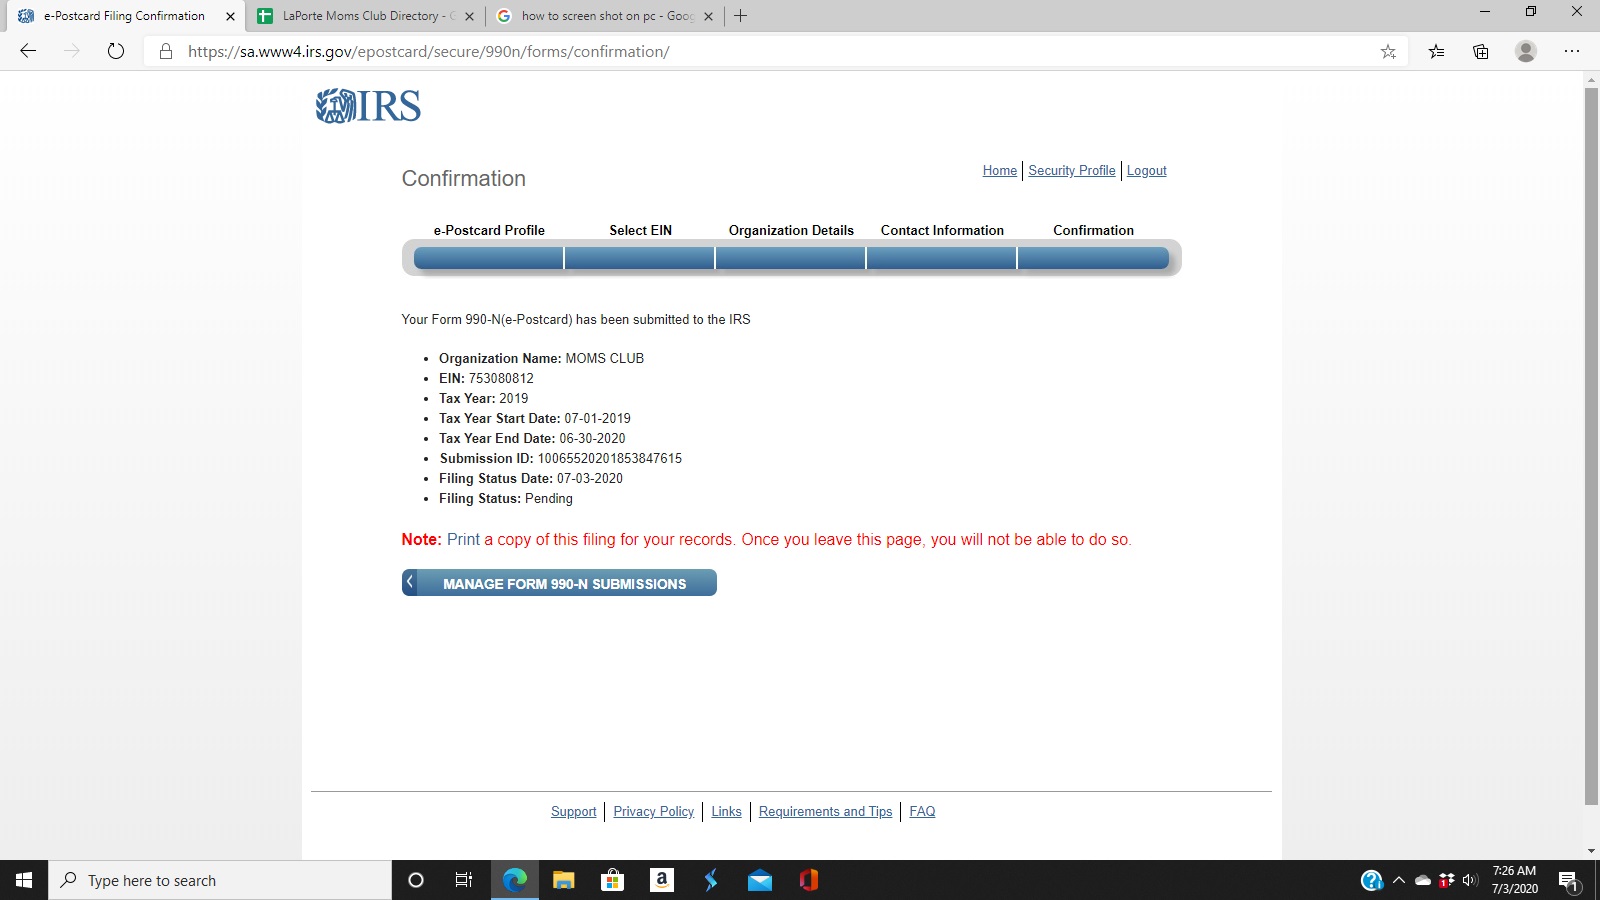 e-Postcard Filing Confirmation
LaPorte Moms Club Directory - G
how to screen shot on pc - Goog
https://sa.www4.irs.gov/epostcard/secure/990n/forms/confirmation/
IRS
Confirmation
Home
Security Profile
Logout
e-Postcard Profile
Select EIN
Organization Details
Contact Information
Confirmation
Your Form 990-N(e-Postcard) has been submitted to the IRS
• Organization Name: MOMS CLUB
• EIN: 753080812
• Tax Year: 2019
• Tax Year Start Date: 07-01-2019
• Tax Year End Date: 06-30-2020
• Submission ID: 10065520201853847615
• Filing Status Date: 07-03-2020
• Filing Status: Pending
Note: Print a copy of this filing for your records. Once you leave this page, you will not be able to do so.
MANAGE FORM 990-N SUBMISSIONS
Support
Privacy Policy
Links
Requirements and Tips
FAQ
Type here to search
a
1
7:26 AM
7/3/2020
1